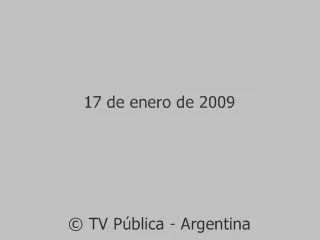 17 de enero de 2009
© TV Pública - Argentina